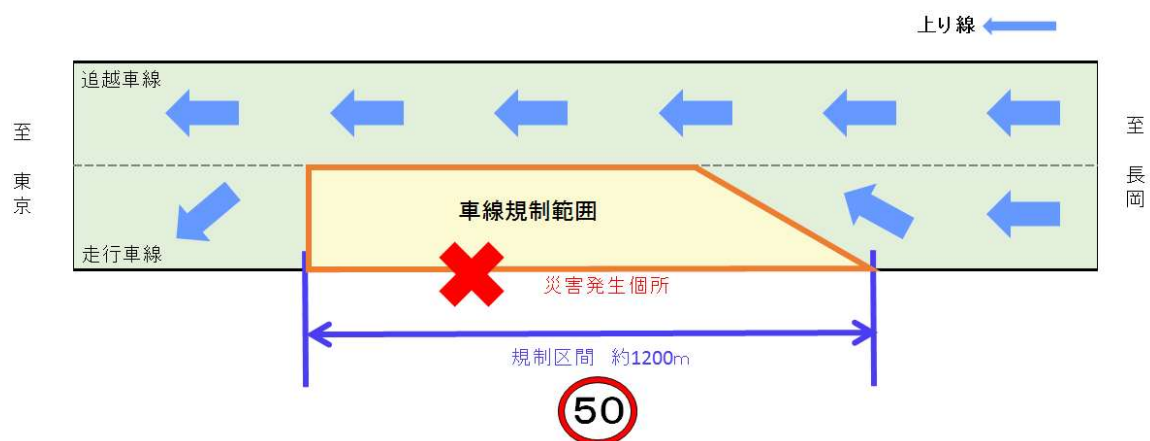 上り線
追越車線
至 東京
至 長岡
車線規制範囲
走行車線
災害発生個所
規制区間 約1200m
50